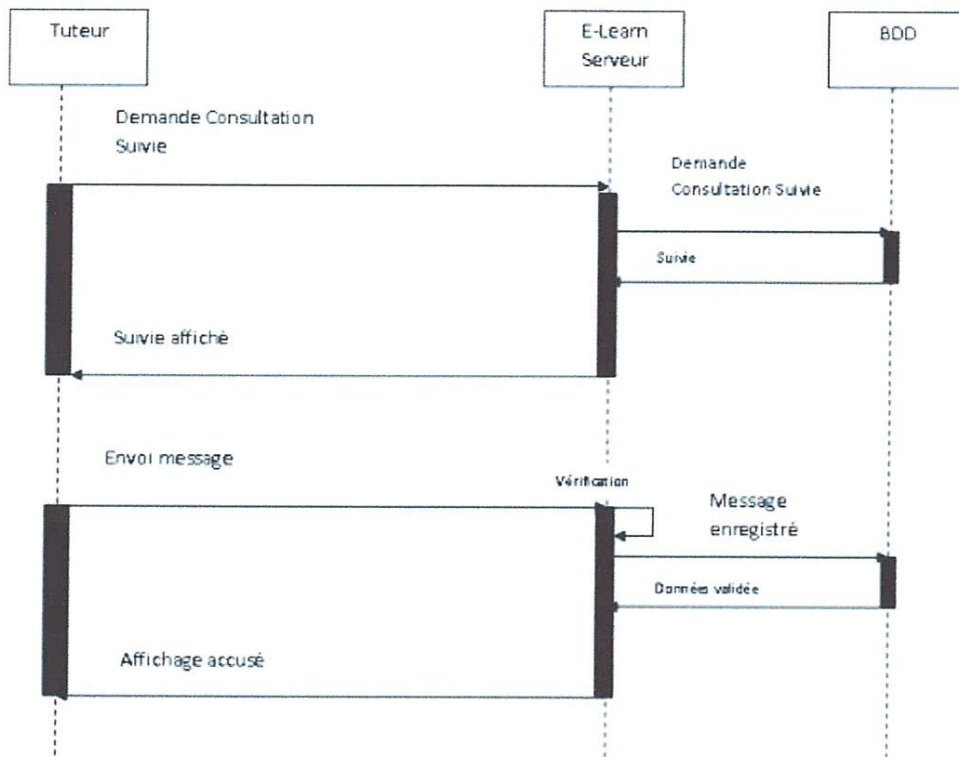 Tuteur
E-Learn
Serveur
BDD
Demande Consultation
Suivie
Demande
Consultation Suivie
Suivie
Suivie affiché
Envoi message
Vérification
Message
enregistré
Données validée
Affichage accusé